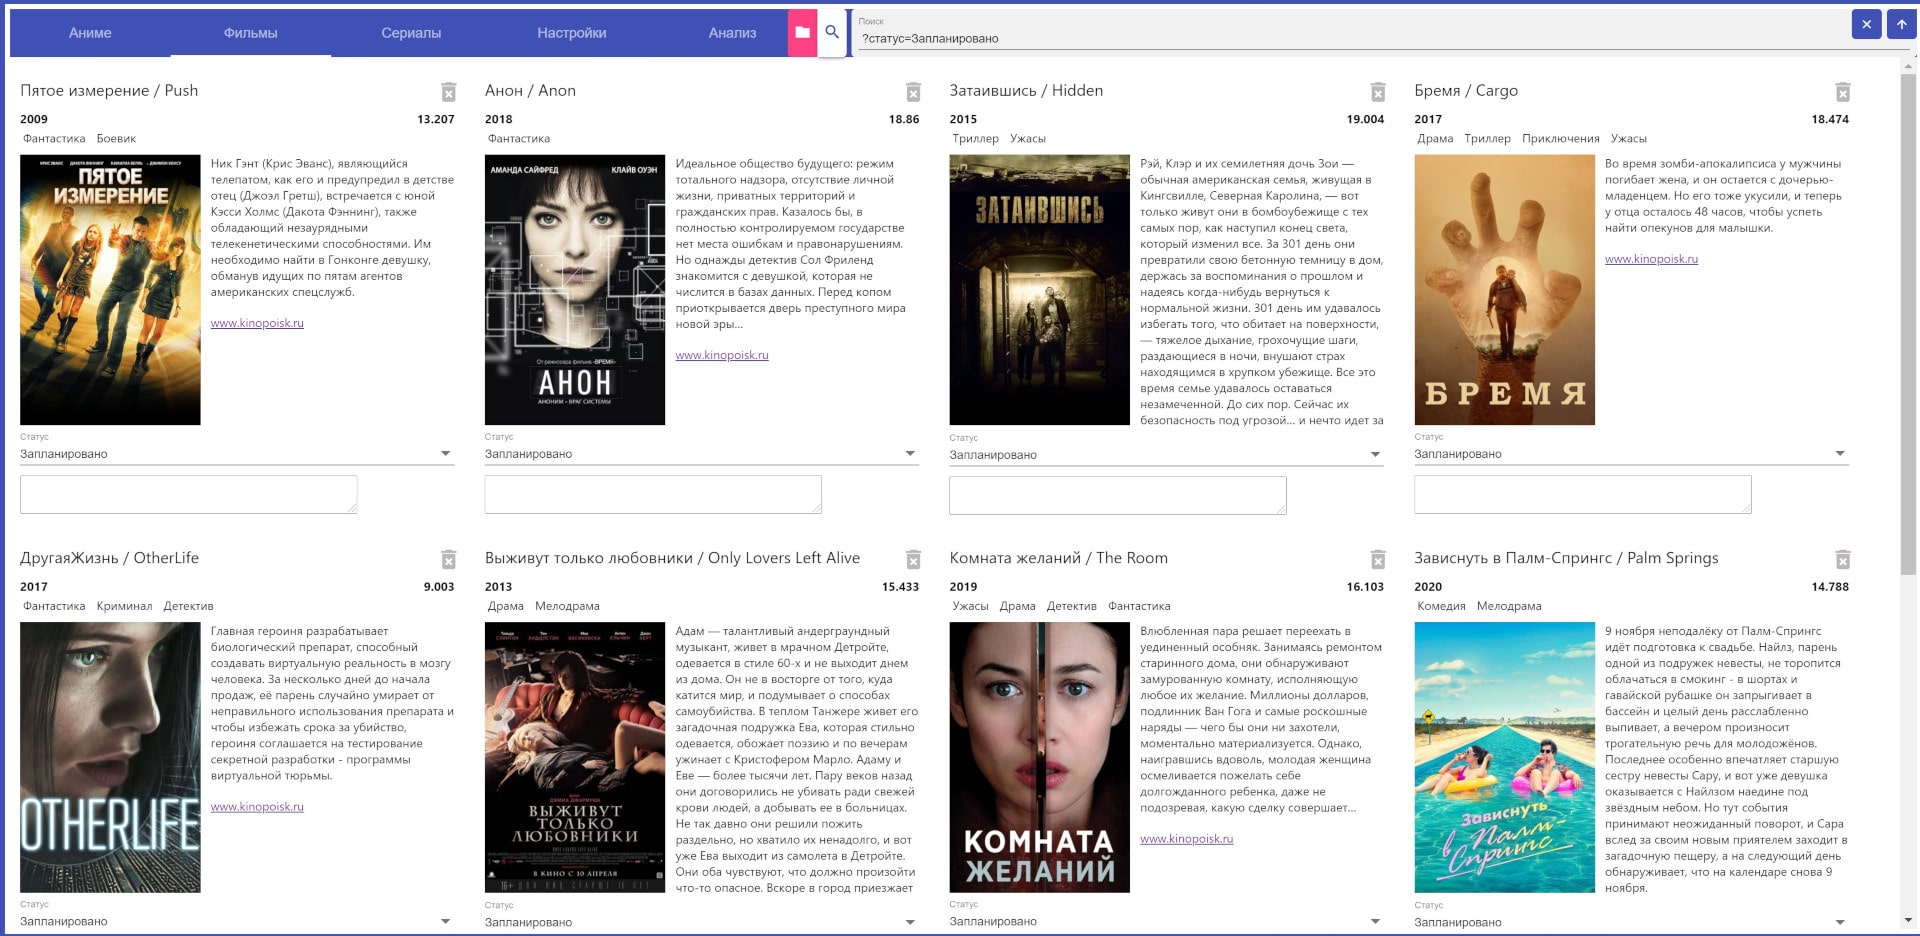 Аниме
Фильмы
Сериалы
Настройки
Анализ
Поиск
?статус=Запланировано
Пятое измерение / Push
2009
13.207
Фантастика Боевик
ПЯТОЕ
ИЗМЕРЕНИЕ
Ник Гэнт (Крис Эванс), являющийся
телепатом, как его и предупредил в детстве
отец (Джоэл Гретш), встречается с юной
Кэсси Холмс (Дакота Фэннинг), также
обладающий незаурядными
телекенетическими способностями. Им
необходимо найти в Гонконге девушку,
обманув идущих по пятам агентов
американских спецслужб.
www.kinopoisk.ru
Статус
Запланировано
Анон / Anon
2018
18.86
Фантастика
АМАНДА САЙФРЕД КЛАЙВ ОУЭН
От режиссера фильма «ВРЕМЯ»
АНОН
АНОНИМ – ВРАГ СИСТЕМЫ
Идеальное общество будущего: режим
тотального надзора, отсутствие личной
жизни, приватных территорий и
гражданских прав. Казалось бы, в
полностью контролируемом государстве
нет места ошибкам и правонарушениям.
Но однажды детектив Сол Фриленд
знакомится с девушкой, которая не
числится в базах данных. Перед копом
приоткрывается дверь преступного мира
новой эры...
www.kinopoisk.ru
Статус
Запланировано
Затаившись / Hidden
2015
19.004
Триллер Ужасы
ЗАТАИВШИСЬ
Рэй, Клэр и их семилетняя дочь Зои —
обычная американская семья, живущая в
Кингсвилле, Северная Каролина, — вот
только живут они в бомбоубежище с тех
самых пор, как наступил конец света,
который изменил все. За 301 день они
превратили свою бетонную темницу в дом,
держась за воспоминания о прошлом и
надеясь когда-нибудь вернуться к
нормальной жизни. 301 день им удавалось
избегать того, что обитает на поверхности,
— тяжелое дыхание, грохочущие шаги,
раздающиеся в ночи, внушают страх
находящимся в хрупком убежище. Все это
время семье удавалось оставаться
незамеченной. До сих пор. Сейчас их
безопасность под угрозой... и нечто идет за
Статус
Запланировано
Бремя / Cargo
2017
18.474
Драма Триллер Приключения Ужасы
БРЕМЯ
Во время зомби-апокалипсиса у мужчины
погибает жена, и он остается с дочерью-
младенцем. Но его тоже укусили, и теперь
у отца осталось 48 часов, чтобы успеть
найти опекунов для малышки.
www.kinopoisk.ru
Статус
Запланировано
ДругаяЖизнь / OtherLife
2017
9.003
Фантастика Криминал Детектив
OTHERLIFE
Главная героиня разрабатывает
биологический препарат, способный
создавать виртуальную реальность в мозгу
человека. За несколько дней до начала
продаж, её парень случайно умирает от
неправильного использования препарата и
чтобы избежать срока за убийство,
героиня соглашается на тестирование
секретной разработки - программы
виртуальной тюрьмы.
www.kinopoisk.ru
Статус
Запланировано
Выживут только любовники / Only Lovers Left Alive
2013
15.433
Драма Мелодрама
ВЫЖИВУТ
ТОЛЬКО
ЛЮБОВНИКИ
В КИНО С 10 АПРЕЛЯ
Адам — талантливый андерграундный
музыкант, живет в мрачном Детройте,
одевается в стиле 60-х и не выходит днем
из дома. Он не в восторге от того, куда
катится мир, и подумывает о способах
самоубийства. В теплом Танжере живет его
загадочная подружка Ева, которая стильно
одевается, обожает поэзию и по вечерам
ужинает с Кристофером Марло. Адаму и
Еве — более тысячи лет. Пару веков назад
они договорились не убивать ради свежей
крови людей, а добывать ее в больницах.
Не так давно они решили пожить
раздельно, но хватило их ненадолго, и вот
уже Ева выходит из самолета в Детройте.
Они оба чувствуют, что должно произойти
что-то опасное. Вскоре в город приезжает
Статус
Запланировано
Комната желаний / The Room
2019
16.103
Ужасы Драма Детектив Фантастика
КОМНАТА
ЖЕЛАНИЙ
Влюбленная пара решает переехать в
уединенный особняк. Занимаясь ремонтом
старинного дома, они обнаруживают
замурованную комнату, исполняющую
любое их желание. Миллионы долларов,
подлинник Ван Гога и самые роскошные
наряды — чего бы они ни захотели,
моментально материализуется. Однако,
наигравшись вдоволь, молодая женщина
осмеливается пожелать себе
долгожданного ребенка, даже не
подозревая, какую сделку совершает...
www.kinopoisk.ru
Статус
Запланировано
Зависнуть в Палм-Спрингс / Palm Springs
2020
14.788
Комедия Мелодрама
Зависнуть
в Палм-
Спрингс
9 ноября неподалёку от Палм-Спрингс
идёт подготовка к свадьбе. Найлз, парень
одной из подружек невесты, не торопится
облачаться в смокинг - в шортах и
гавайской рубашке он запрыгивает в
бассейн и целый день расслабленно
выпивает, а вечером произносит
трогательную речь для молодожёнов.
Последнее особенно впечатляет старшую
сестру невесты Сару, и вот уже девушка
оказывается с Найлзом наедине под
звёздным небом. Но тут события
принимают неожиданный поворот, и Сара
вслед за своим новым приятелем заходит в
загадочную пещеру, а на следующий день
обнаруживает, что на календаре снова 9
ноября.
Статус
Запланировано